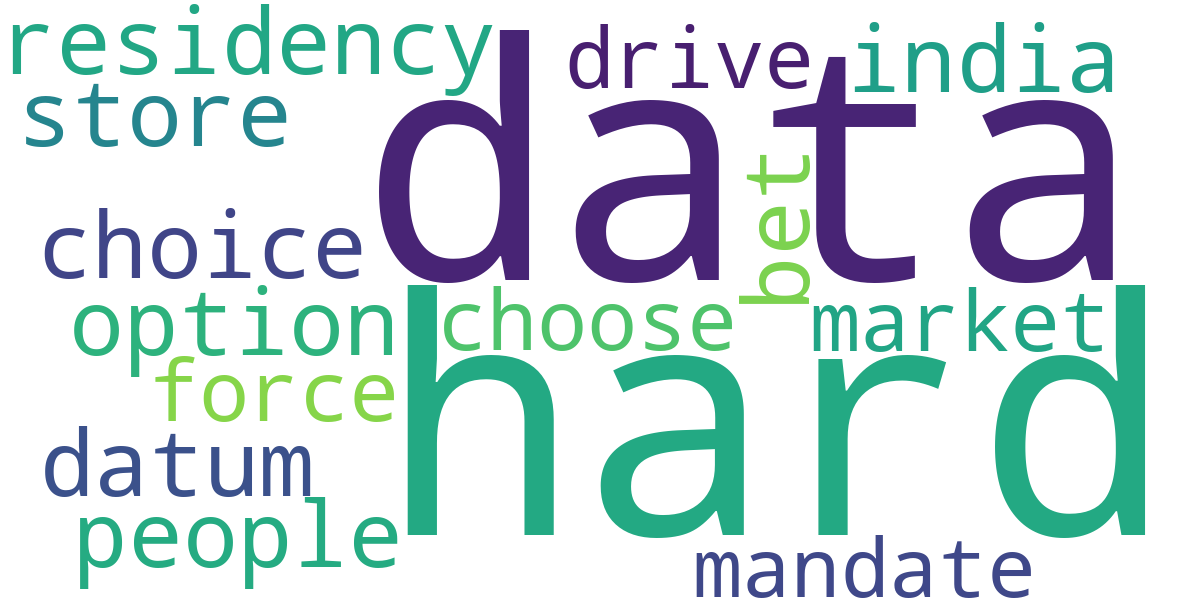 residency
drive
india
store
data
bet
choice
option
choose
market
force
hard
datum
people
mandate